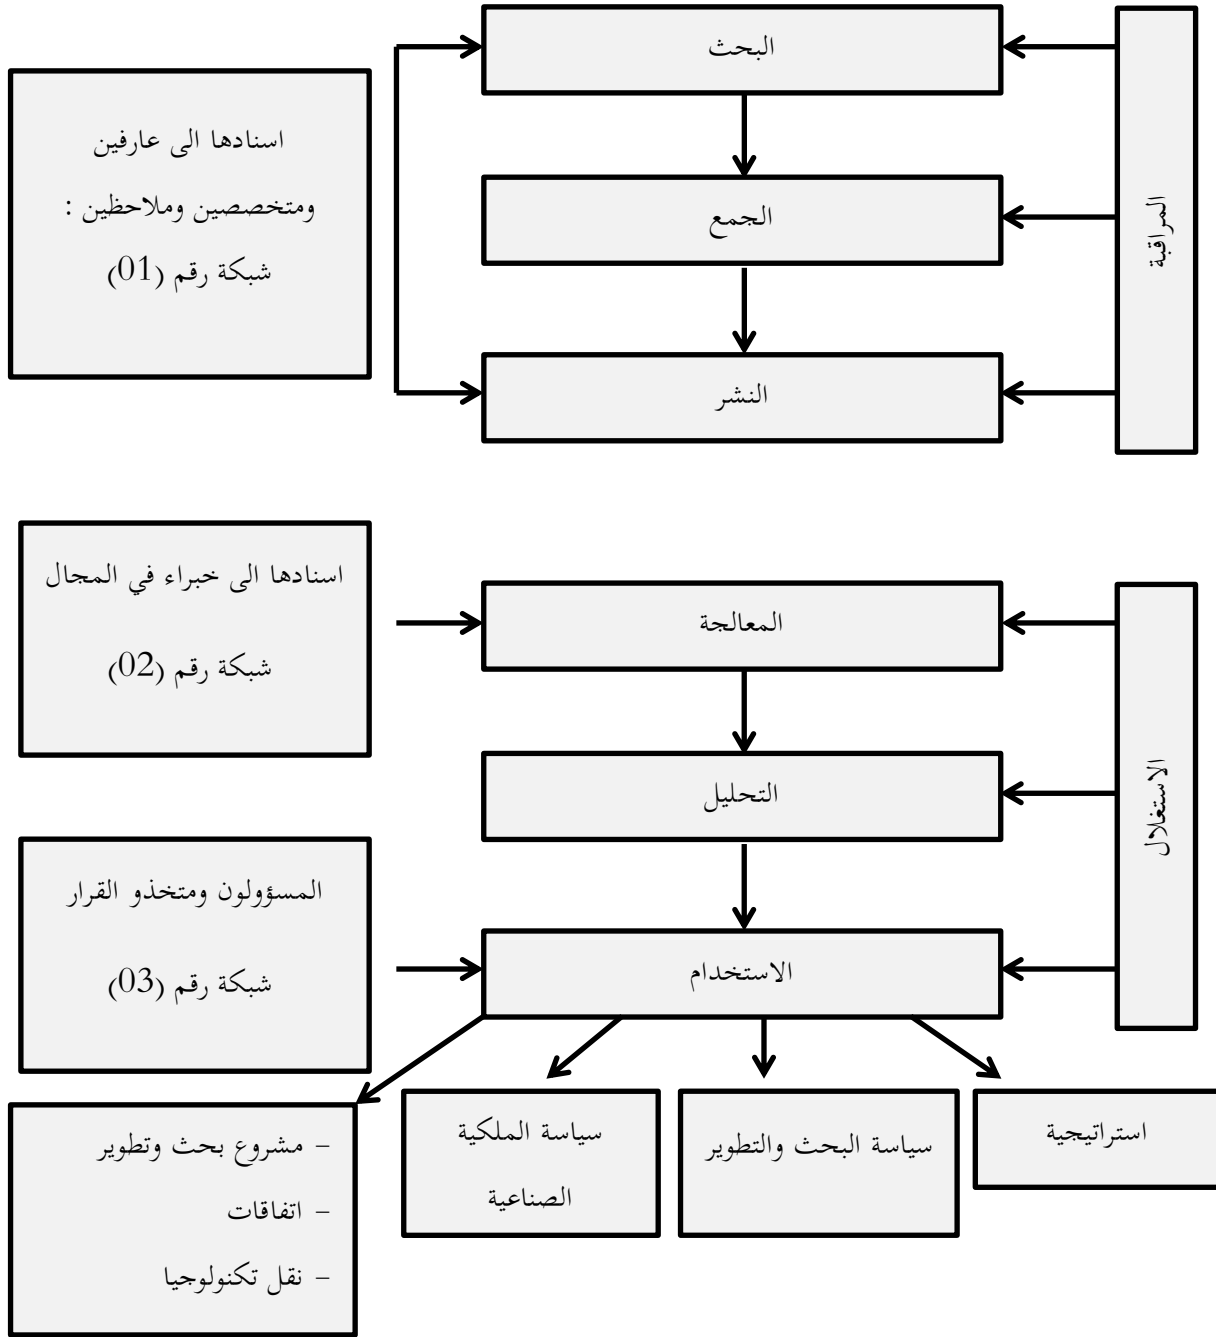 البحث
المراقبة
اسنادها الى عارفين
ومتخصصين وملاحظين :
شبكة رقم (01)
الجمع
النشر
الاستغلال
المعالجة
اسنادها الى خبراء في المجال
شبكة رقم (02)
التحليل
الاستخدام
المسؤولون ومتخذو القرار
شبكة رقم (03)
استراتيجية
سياسة البحث والتطوير
سياسة الملكية
الصناعية
– مشروع بحث وتطوير
– اتفاقات
– نقل تكنولوجيا